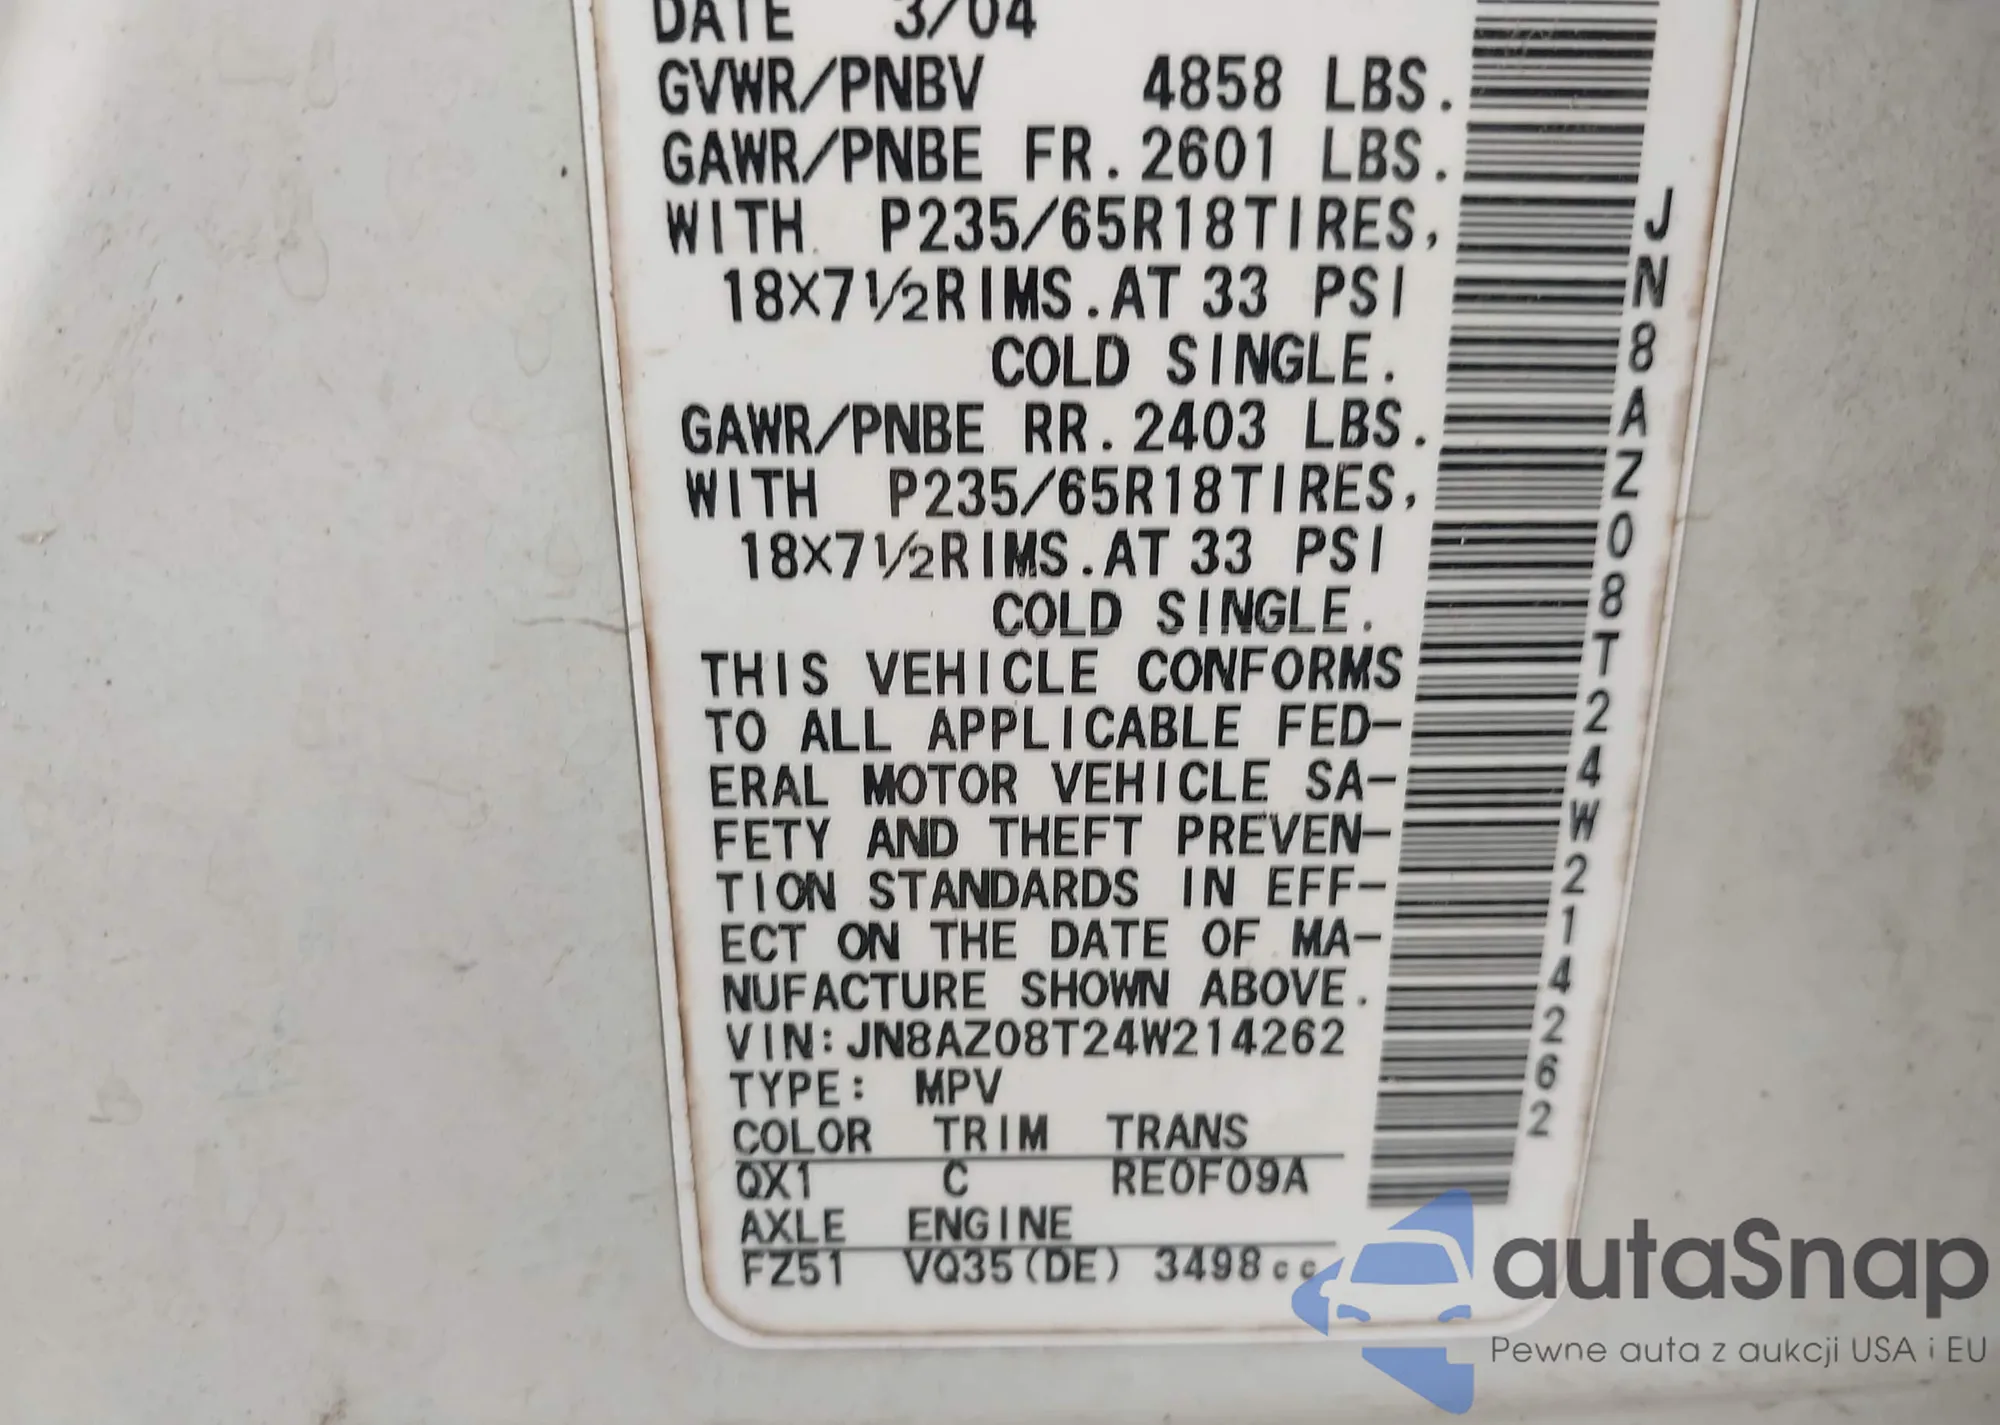 DATE 3/04
GVWR/PNBV 4858 LBS.
GAWR/PNBE FR. 2601 LBS.
WITH P235/65R18TIRES,
18X7½RIMS.AT 33 PSI
COLD SINGLE.
GAWR/PNBE RR. 2403 LBS.
WITH P235/65R18TIRES,
18X7½RIMS.AT 33 PSI
COLD SINGLE.
THIS VEHICLE CONFORMS
TO ALL APPLICABLE FED-
ERAL MOTOR VEHICLE SA-
FETY AND THEFT PREVEN-
TION STANDARDS IN EFF-
ECT ON THE DATE OF MA-
NUFACTURE SHOWN ABOVE.
VIN:JN8AZ08T24W214262
TYPE: MPV
COLOR TRIM TRANS
QX1 C RE0F09A
AXLE ENGINE
FZ51 VQ35(DE) 3498cc
JN8AZ08T24W214262
autaSnap
Pewne auta z aukcji USA i EU